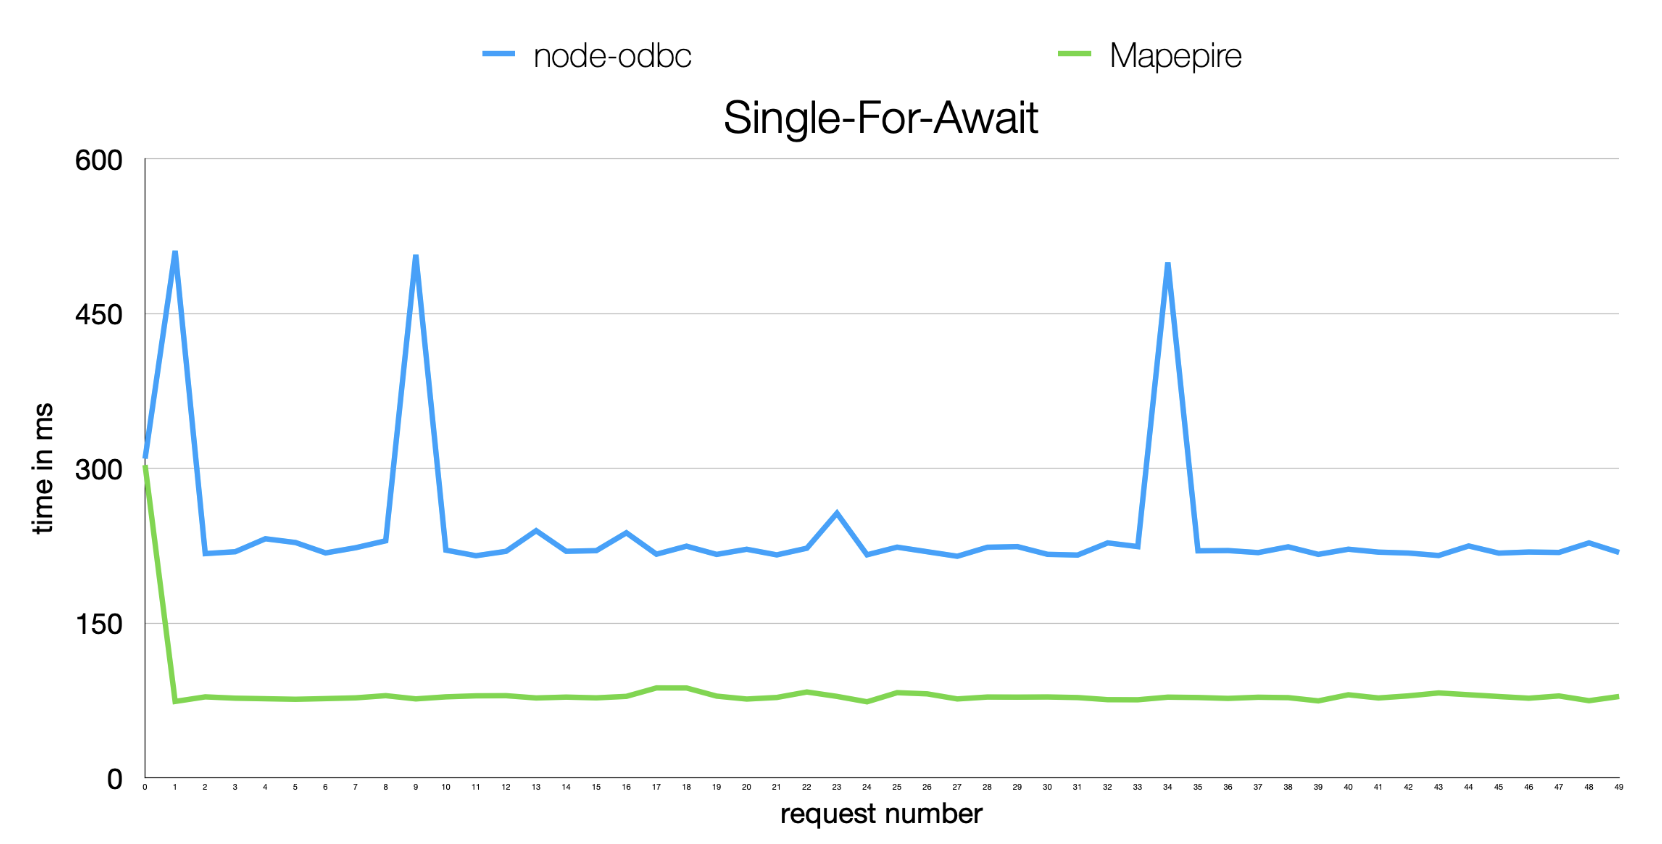 node-odbc Mapepire
Single-For-Await
600
450
300
150
0
time in ms
0 1 2 3 4 5 6 7 8 9 10 11 12 13 14 15 16 17 18 19 20 21 22 23 24 25 26 27 28 29 30 31 32 33 34 35 36 37 38 39 40 41 42 43 44 45 46 47 48 49
request number